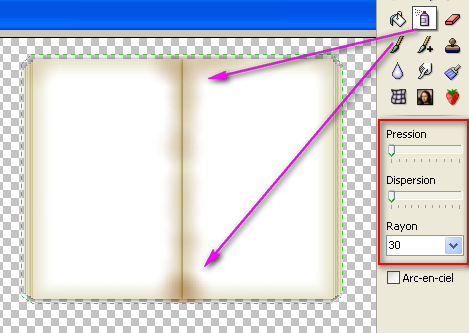 Pression
Dispersion
Rayon
30
Arc-en-ciel